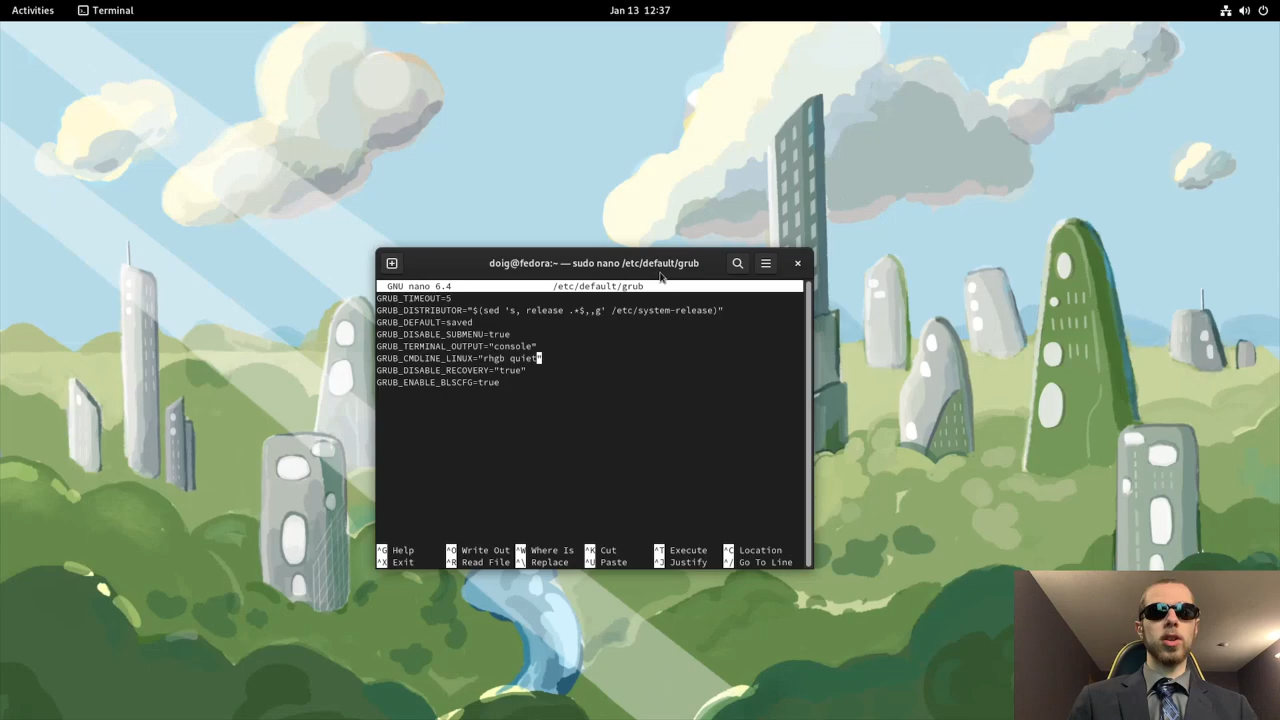 Activities Terminal Jan 13 12:37
doig@fedora:~ — sudo nano /etc/default/grub
GNU nano 6.4 /etc/default/grub
GRUB_TIMEOUT=5
GRUB_DISTRIBUTOR="$(sed 's, release .*$,,g' /etc/system-release)"
GRUB_DEFAULT=saved
GRUB_DISABLE_SUBMENU=true
GRUB_TERMINAL_OUTPUT="console"
GRUB_CMDLINE_LINUX="rhgb quiet"
GRUB_DISABLE_RECOVERY="true"
GRUB_ENABLE_BLSCFG=true
^G Help ^O Write Out ^W Where Is ^K Cut ^T Execute ^C Location
^X Exit ^R Read File ^\ Replace ^U Paste ^J Justify ^/ Go To Line